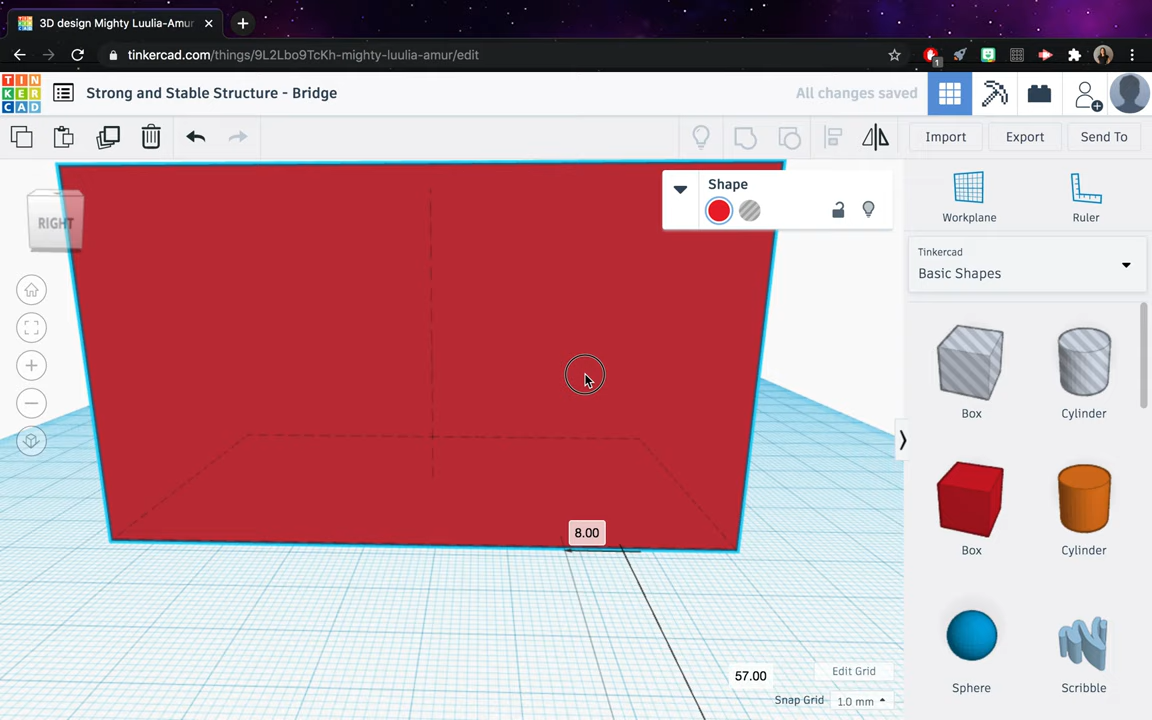 3D design Mighty Luulia-Amur
tinkercad.com/things/9L2Lbo9TcKh-mighty-luulia-amur/edit
1
TIN
KER
CAD
Strong and Stable Structure - Bridge
All changes saved
Import
Export
Send To
Shape
RIGHT
Workplane
Ruler
Tinkercad
Basic Shapes
Box
Cylinder
Box
Cylinder
8.00
57.00
Edit Grid
Sphere
Scribble
Snap Grid
1.0 mm